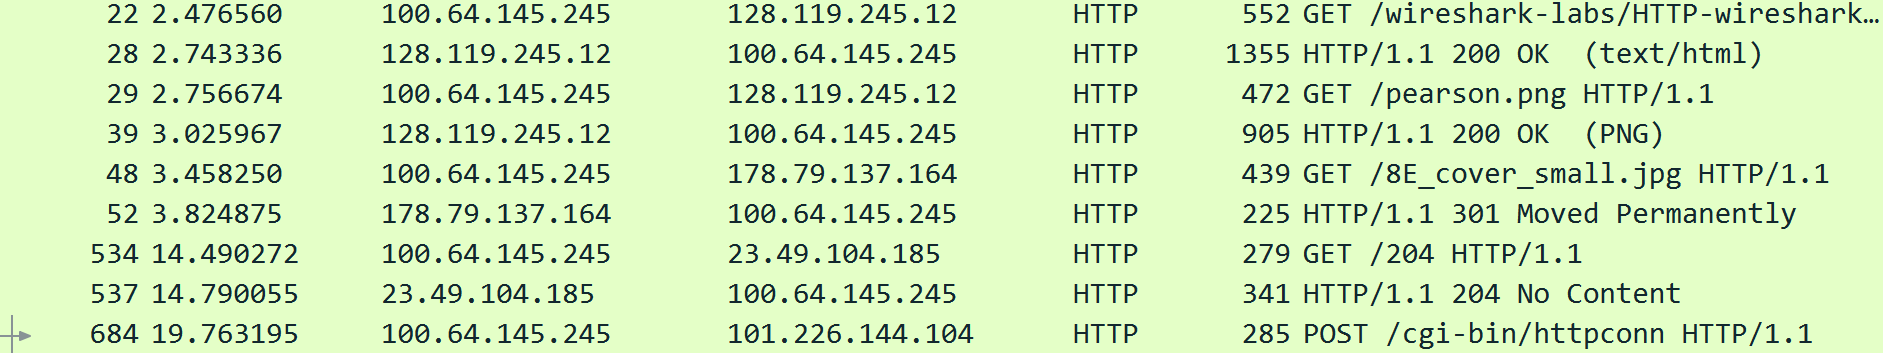 22 2.476560 100.64.145.245 128.119.245.12 HTTP 552 GET /wireshark-labs/HTTP-wireshark…
28 2.743336 128.119.245.12 100.64.145.245 HTTP 1355 HTTP/1.1 200 OK (text/html)
29 2.756674 100.64.145.245 128.119.245.12 HTTP 472 GET /pearson.png HTTP/1.1
39 3.025967 128.119.245.12 100.64.145.245 HTTP 905 HTTP/1.1 200 OK (PNG)
48 3.458250 100.64.145.245 178.79.137.164 HTTP 439 GET /8E_cover_small.jpg HTTP/1.1
52 3.824875 178.79.137.164 100.64.145.245 HTTP 225 HTTP/1.1 301 Moved Permanently
534 14.490272 100.64.145.245 23.49.104.185 HTTP 279 GET /204 HTTP/1.1
537 14.790055 23.49.104.185 100.64.145.245 HTTP 341 HTTP/1.1 204 No Content
684 19.763195 100.64.145.245 101.226.144.104 HTTP 285 POST /cgi-bin/httpconn HTTP/1.1